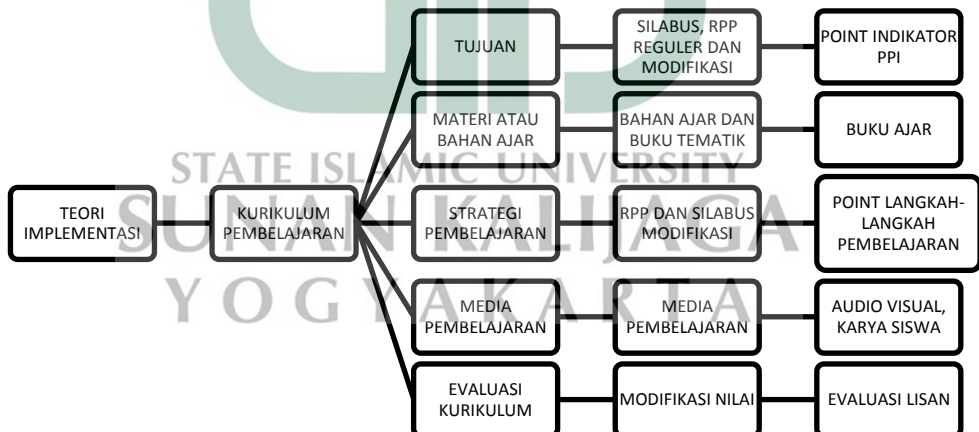 TUJUAN
SILABUS, RPP
REGULER DAN
MODIFIKASI
POINT INDIKATOR
PPI
MATERI ATAU
BAHAN AJAR
BAHAN AJAR DAN
BUKU TEMATIK
BUKU AJAR
STATE ISLAMIC UNIVERSITY
SUNAN KALIJAGA
YOGYAKARTA
TEORI
IMPLEMENTASI
KURIKULUM
PEMBELAJARAN
STRATEGI
PEMBELAJARAN
RPP DAN SILABUS
MODIFIKASI
POINT LANGKAH-
LANGKAH
PEMBELAJARAN
MEDIA
PEMBELAJARAN
MEDIA
PEMBELAJARAN
AUDIO VISUAL,
KARYA SISWA
EVALUASI
KURIKULUM
MODIFIKASI NILAI
EVALUASI LISAN